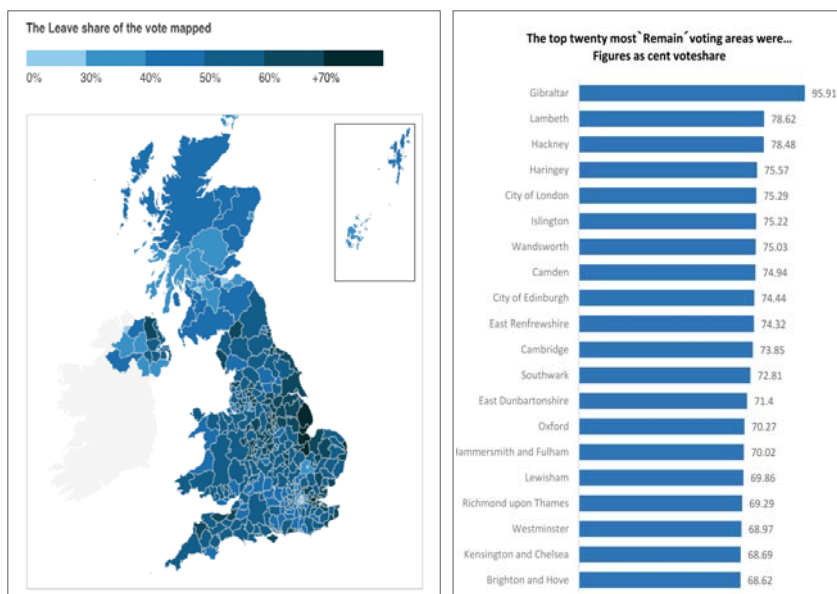 The Leave share of the vote mapped
0% 30% 40% 50% 60% +70%
The top twenty most`Remain´voting areas were...
Figures as cent voteshare
Gibraltar 95.91
Lambeth 78.62
Hackney 78.48
Haringey 75.57
City of London 75.29
Islington 75.22
Wandsworth 75.03
Camden 74.94
City of Edinburgh 74.44
East Renfrewshire 74.32
Cambridge 73.85
Southwark 72.81
East Dunbartonshire 71.4
Oxford 70.27
Hammersmith and Fulham 70.02
Lewisham 69.86
Richmond upon Thames 69.29
Westminster 68.97
Kensington and Chelsea 68.69
Brighton and Hove 68.62